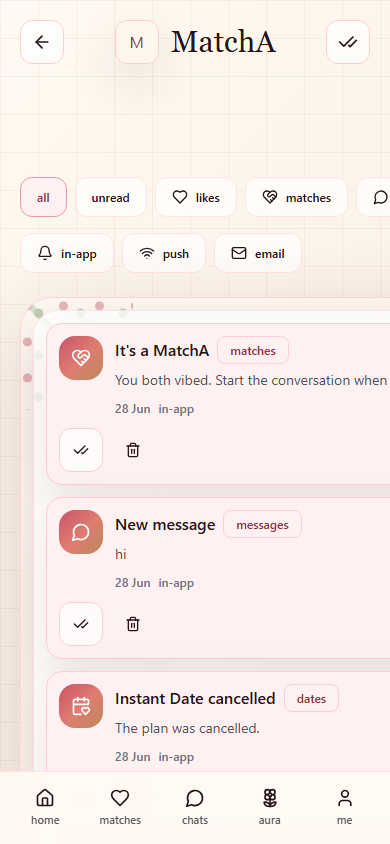 M MatchA
all unread likes matches
in-app push email
It's a MatchA matches
You both vibed. Start the conversation when
28 Jun in-app
New message messages
hi
28 Jun in-app
Instant Date cancelled dates
The plan was cancelled.
28 Jun in-app
home matches chats aura me